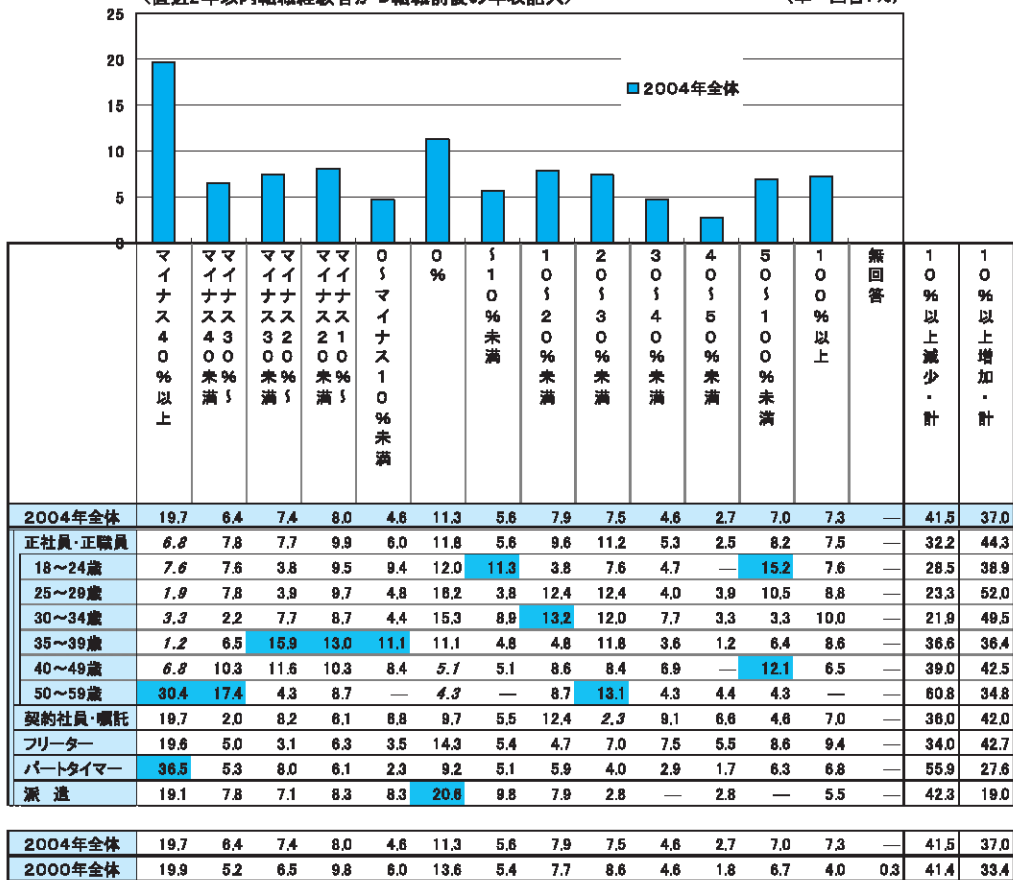 25
20
15
10
5
0
2004年全体
マイナス40%以上
マイナス30%~
マイナス40未満
マイナス20%~
マイナス30未満
マイナス10%~
マイナス20未満
0~マイナス10%未満
0%
~10%未満
10~20%未満
20~30%未満
30~40%未満
40~50%未満
50~100%未満
100%以上
無回答
10%以上減少・計
10%以上増加・計
2004年全体 19.7 6.4 7.4 8.0 4.6 11.3 5.6 7.9 7.5 4.6 2.7 7.0 7.3 — 41.5 37.0
正社員・正職員 6.8 7.8 7.7 9.9 6.0 11.8 5.6 9.6 11.2 5.3 2.5 8.2 7.5 — 32.2 44.3
18~24歳 7.6 7.6 3.8 9.5 9.4 12.0 11.3 3.8 7.6 4.7 — 15.2 7.6 — 28.5 38.9
25~29歳 1.9 7.8 3.9 9.7 4.8 16.2 3.8 12.4 12.4 4.0 3.9 10.5 8.8 — 23.3 52.0
30~34歳 3.3 2.2 7.7 8.7 4.4 15.3 8.9 13.2 12.0 7.7 3.3 3.3 10.0 — 21.9 49.5
35~39歳 1.2 6.5 15.9 13.0 11.1 11.1 4.8 4.8 11.8 3.6 1.2 6.4 8.6 — 36.6 36.4
40~49歳 6.8 10.3 11.6 10.3 8.4 5.1 5.1 8.6 8.4 6.9 — 12.1 6.5 — 39.0 42.5
50~59歳 30.4 17.4 4.3 8.7 — 4.3 — 8.7 13.1 4.3 4.4 4.3 — — 60.8 34.8
契約社員・嘱託 19.7 2.0 8.2 6.1 6.8 9.7 5.5 12.4 2.3 9.1 6.6 4.6 7.0 — 36.0 42.0
フリーター 19.6 5.0 3.1 6.3 3.5 14.3 5.4 4.7 7.0 7.5 5.5 8.6 9.4 — 34.0 42.7
パートタイマー 36.5 5.3 8.0 6.1 2.3 9.2 5.1 5.9 4.0 2.9 1.7 6.3 6.8 — 55.9 27.6
派 遣 19.1 7.8 7.1 8.3 8.3 20.6 9.8 7.9 2.8 — 2.8 — 5.5 — 42.3 19.0
2004年全体 19.7 6.4 7.4 8.0 4.6 11.3 5.6 7.9 7.5 4.6 2.7 7.0 7.3 — 41.5 37.0
2000年全体 19.9 5.2 6.5 9.8 6.0 13.6 5.4 7.7 8.6 4.6 1.8 6.7 4.0 0.3 41.4 33.4